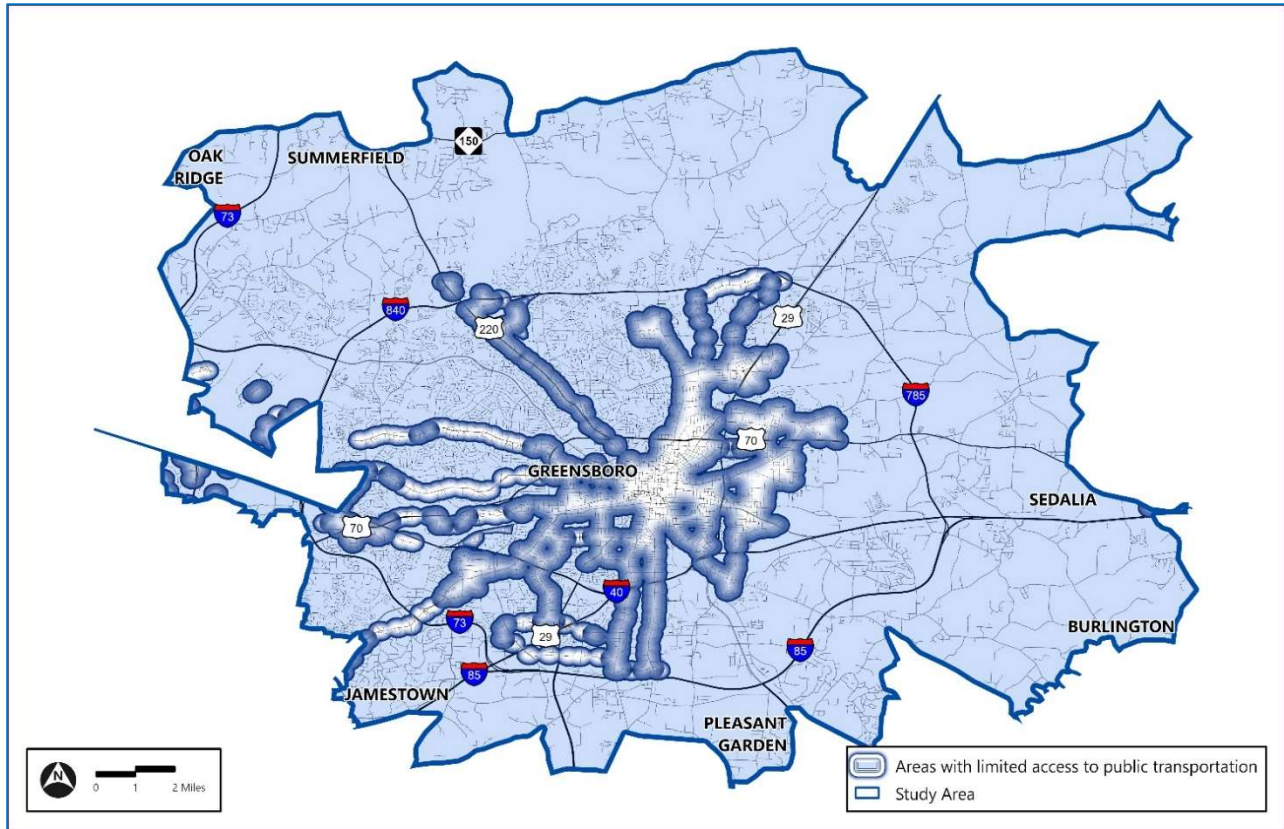 150
OAK
RIDGE
SUMMERFIELD
73
840
220
29
785
70
GREENSBORO
SEDALIA
70
40
73
29
BURLINGTON
85
85
JAMESTOWN
PLEASANT
GARDEN
N
0 1 2 Miles
Areas with limited access to public transportation
Study Area